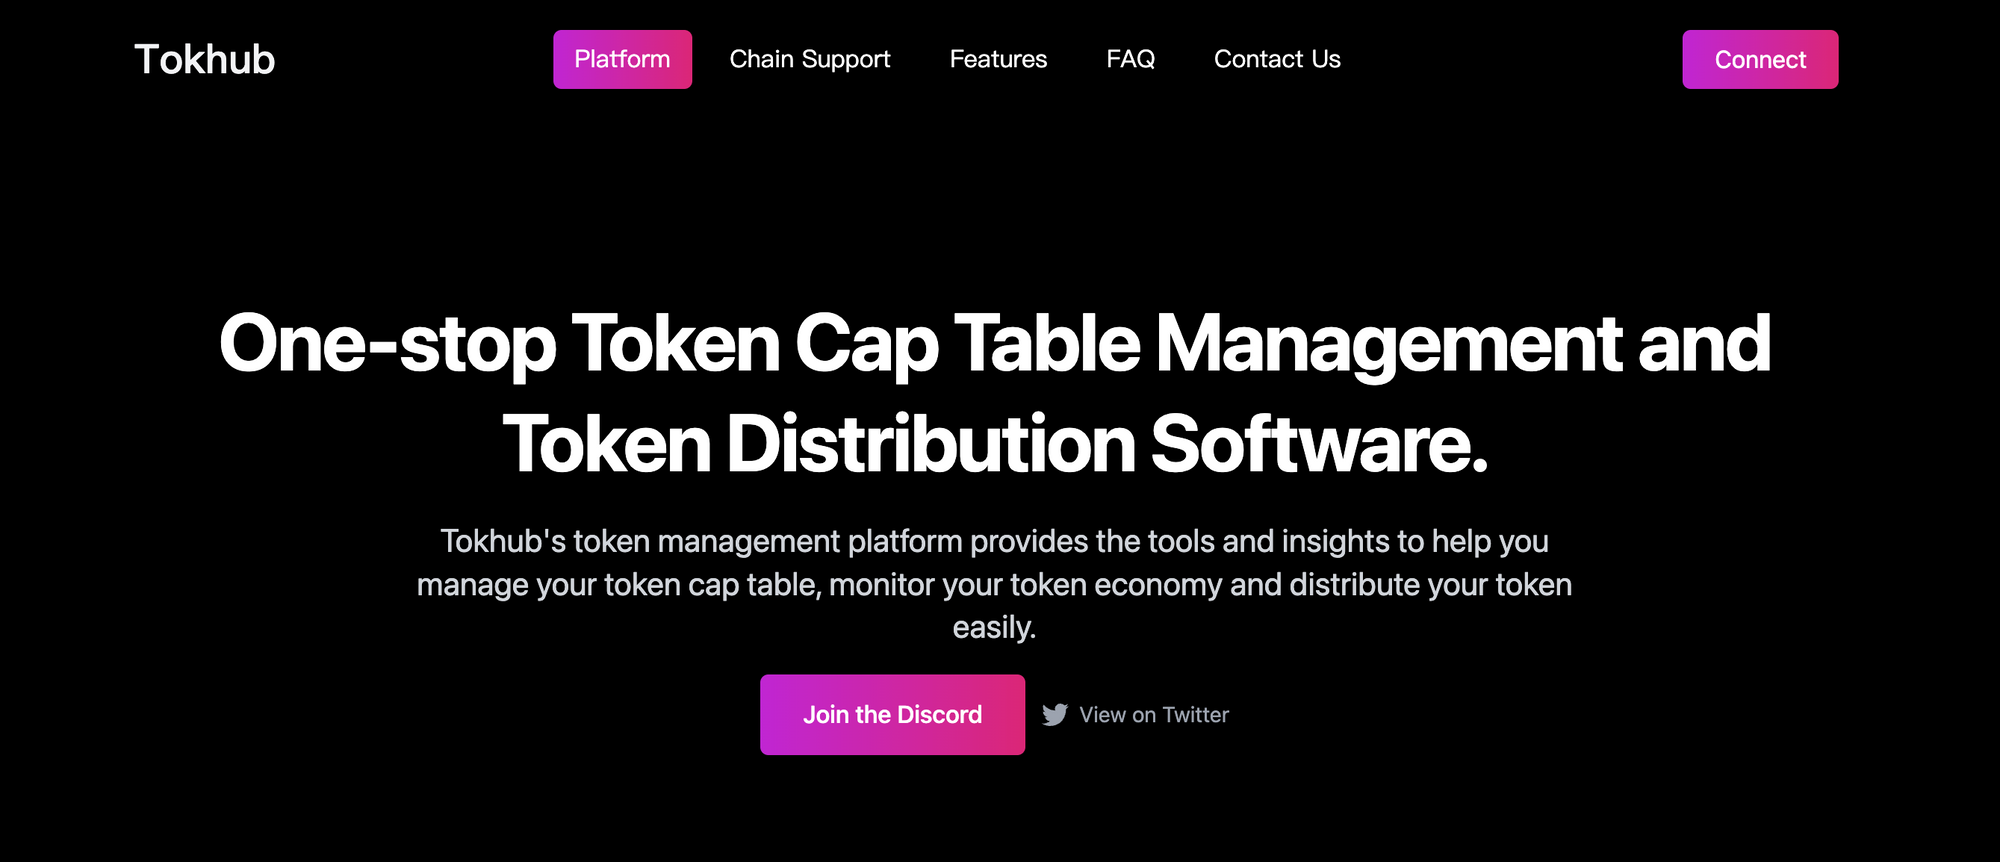 Tokhub
Platform
Chain Support
Features
FAQ
Contact Us
Connect
One-stop Token Cap Table Management and
Token Distribution Software.
Tokhub's token management platform provides the tools and insights to help you
manage your token cap table, monitor your token economy and distribute your token
easily.
Join the Discord
View on Twitter